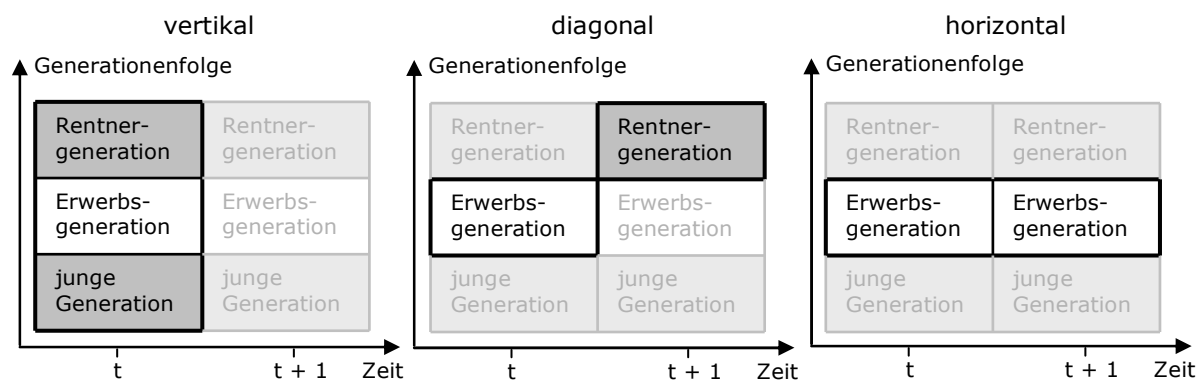 vertikal
Generationenfolge
Rentner-
generation
Rentner-
generation
Erwerbs-
generation
Erwerbs-
generation
junge
Generation
junge
Generation
t
t + 1
Zeit
diagonal
Generationenfolge
Rentner-
generation
Rentner-
generation
Erwerbs-
generation
Erwerbs-
generation
junge
Generation
junge
Generation
t
t + 1
Zeit
horizontal
Generationenfolge
Rentner-
generation
Rentner-
generation
Erwerbs-
generation
Erwerbs-
generation
junge
Generation
junge
Generation
t
t + 1
Zeit